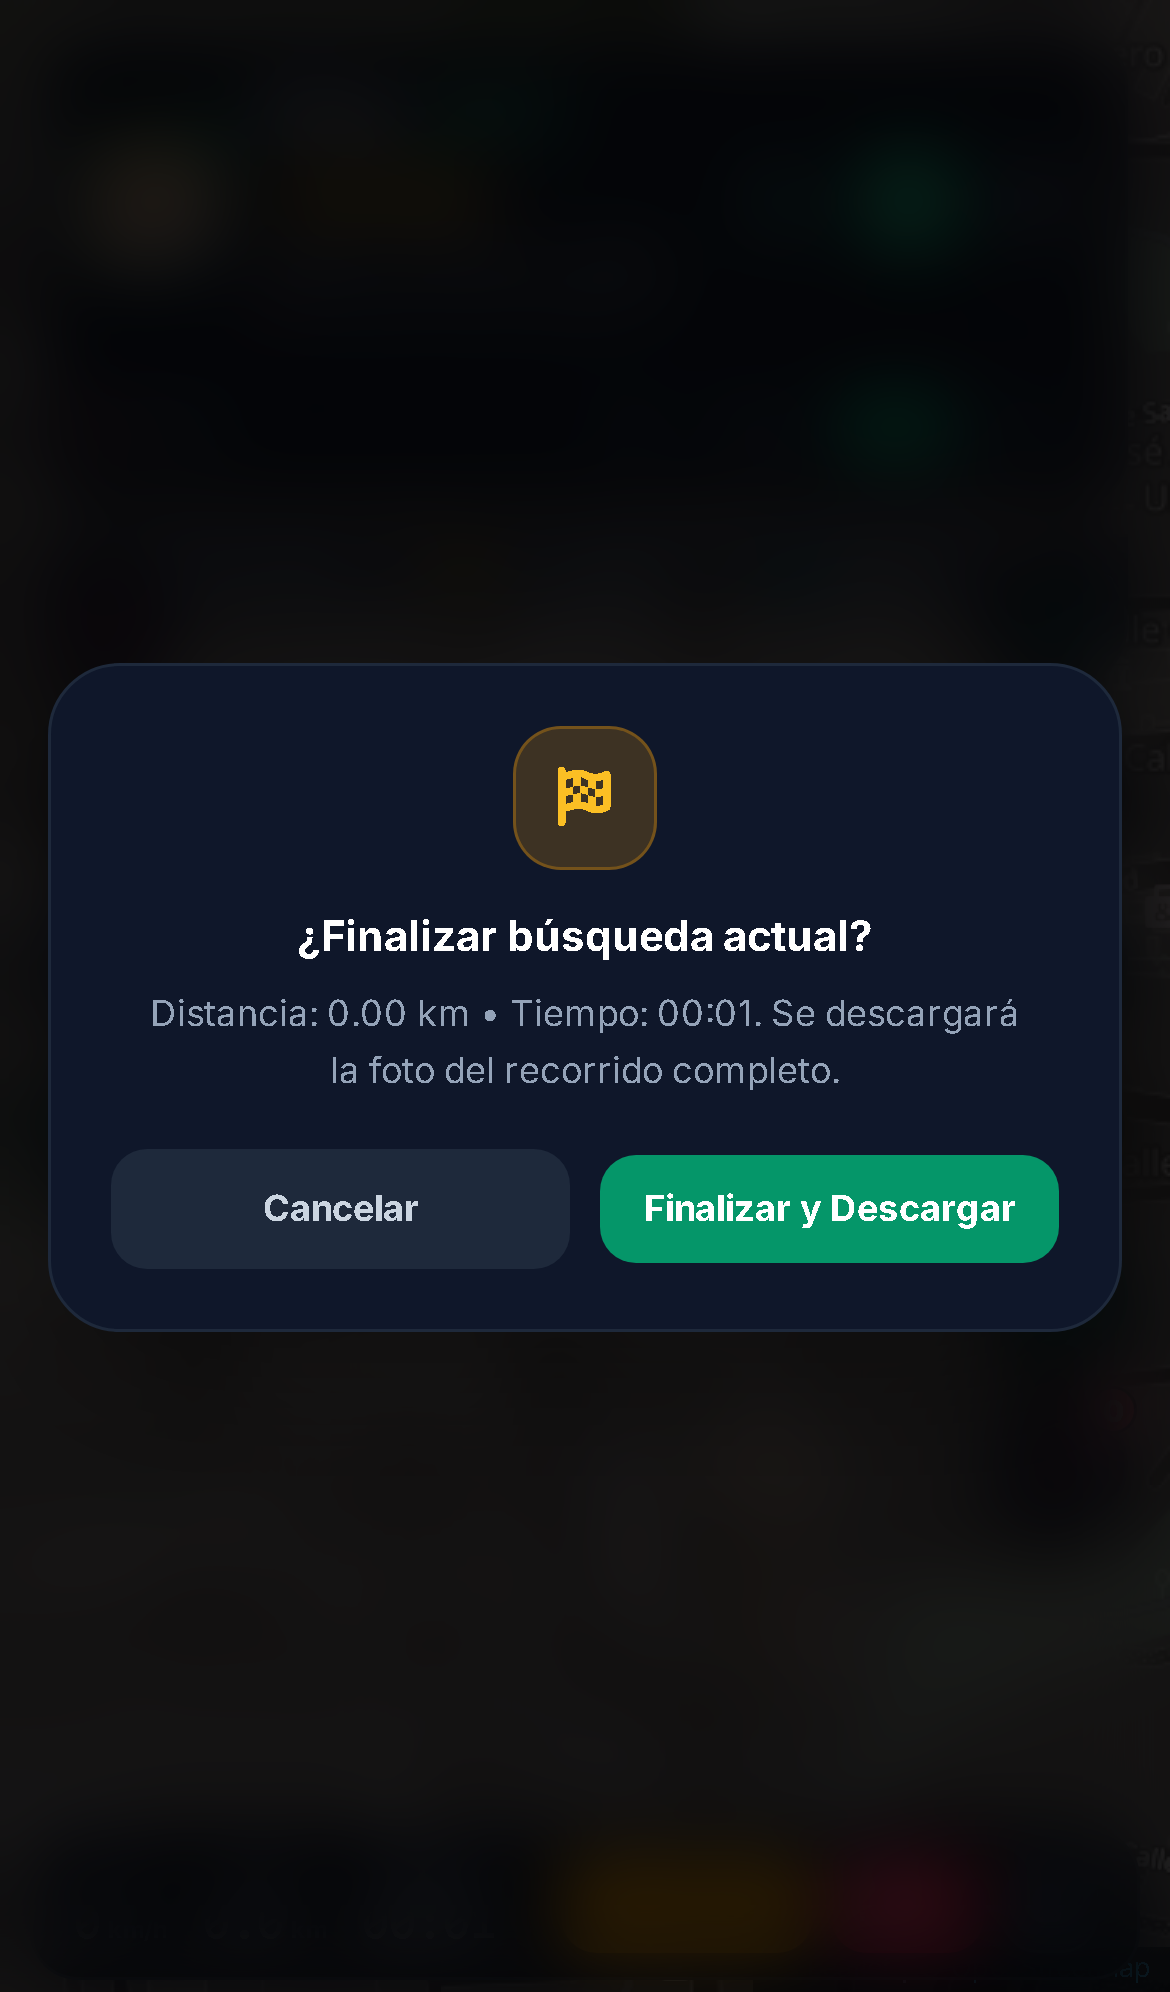 ¿Finalizar búsqueda actual?
Distancia: 0.00 km • Tiempo: 00:01. Se descargará
la foto del recorrido completo.
Cancelar
Finalizar y Descargar